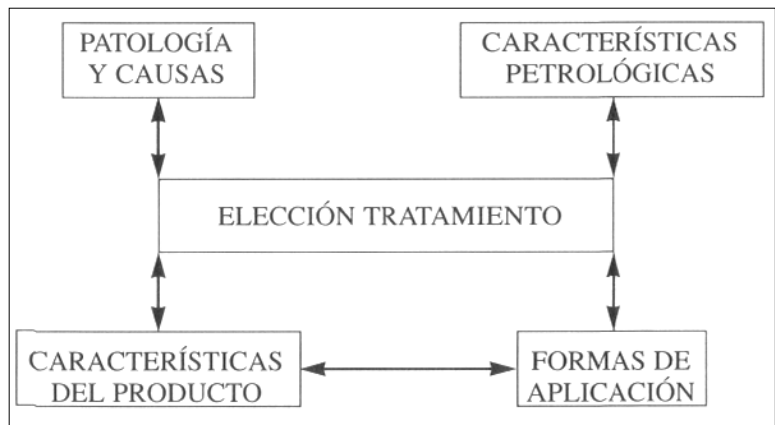 PATOLOGÍA
Y CAUSAS
CARACTERÍSTICAS
PETROLÓGICAS
ELECCIÓN TRATAMIENTO
CARACTERÍSTICAS
DEL PRODUCTO
FORMAS DE
APLICACIÓN